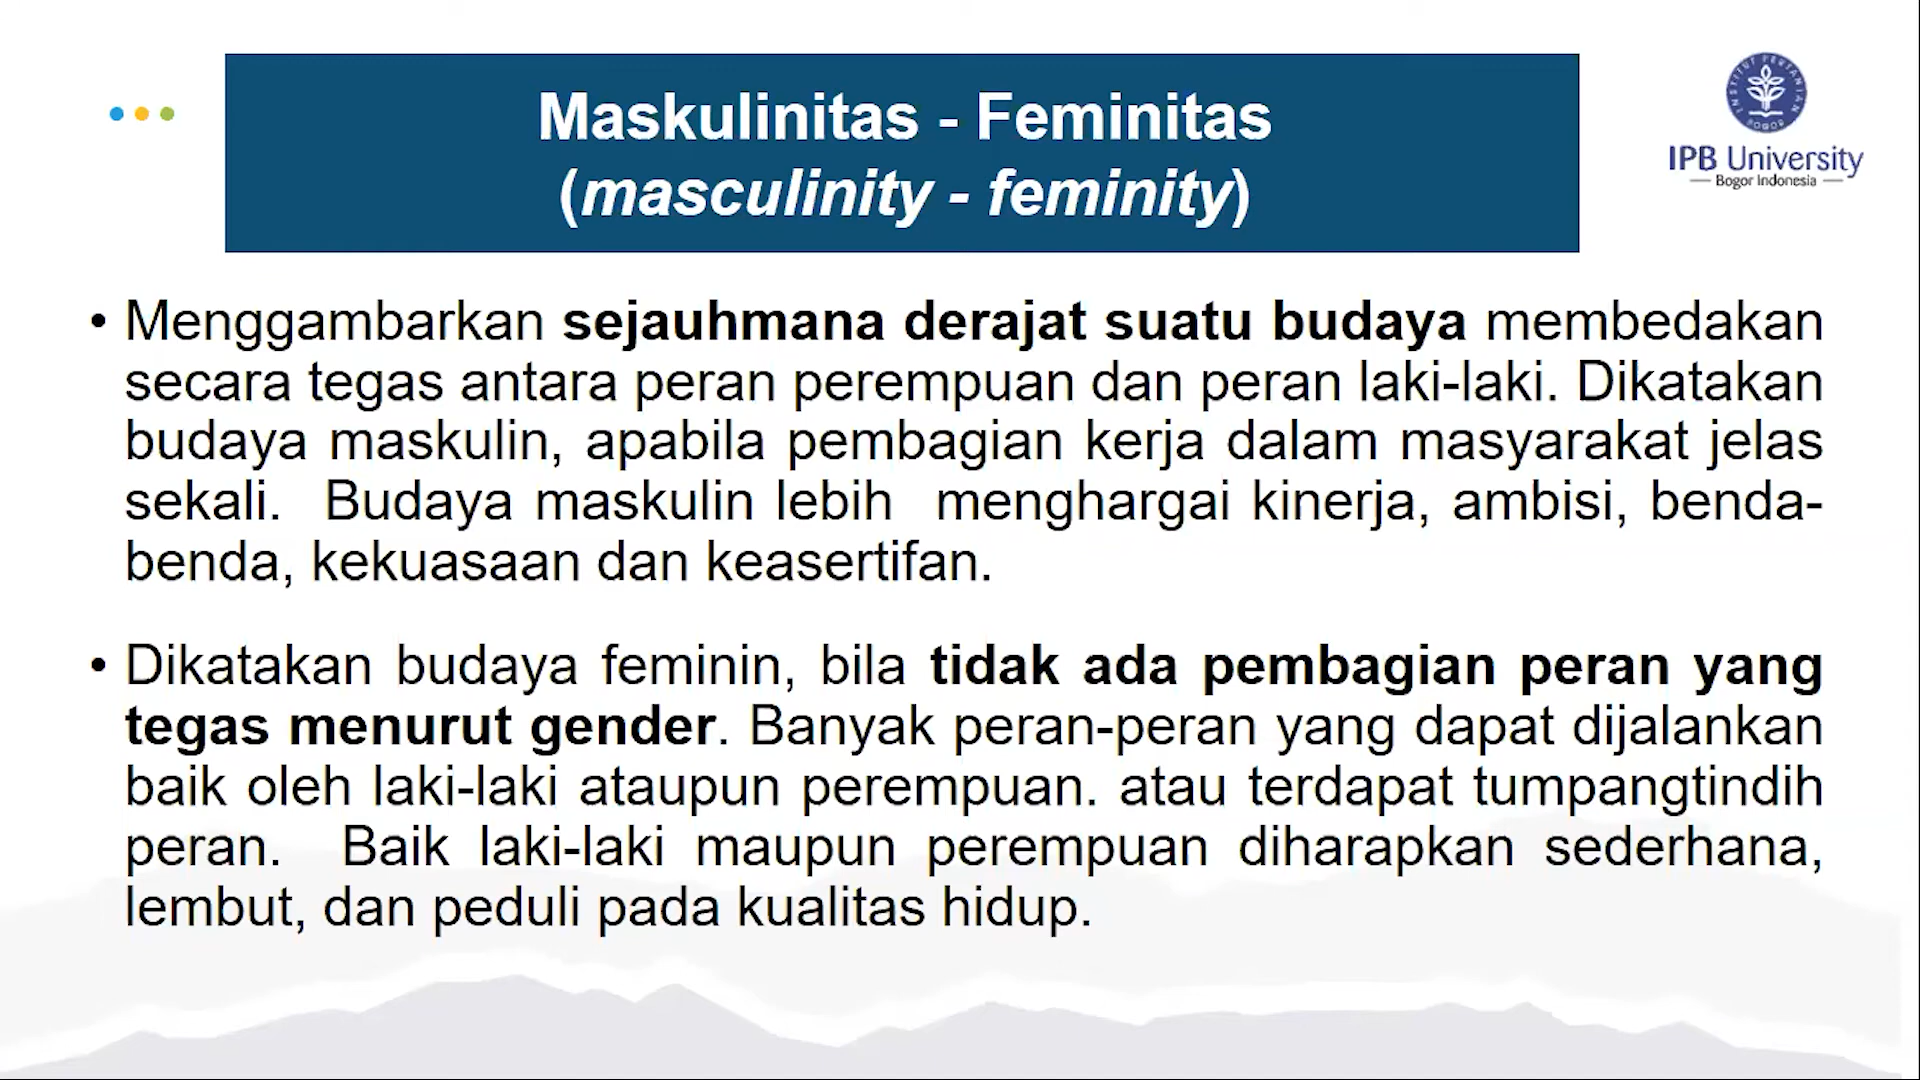 Maskulinitas - Feminitas
(masculinity - feminity)
INSTITUT PERTANIAN
BOGOR
IPB University
Bogor Indonesia
• Menggambarkan sejauhmana derajat suatu budaya membedakan
secara tegas antara peran perempuan dan peran laki-laki. Dikatakan
budaya maskulin, apabila pembagian kerja dalam masyarakat jelas
sekali. Budaya maskulin lebih menghargai kinerja, ambisi, benda-
benda, kekuasaan dan keasertifan.
• Dikatakan budaya feminin, bila tidak ada pembagian peran yang
tegas menurut gender. Banyak peran-peran yang dapat dijalankan
baik oleh laki-laki ataupun perempuan. atau terdapat tumpangtindih
peran. Baik laki-laki maupun perempuan diharapkan sederhana,
lembut, dan peduli pada kualitas hidup.